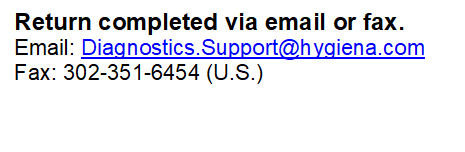 Return completed via email or fax.
Email: Diagnostics.Support@hygiena.com
Fax: 302-351-6454 (U.S.)